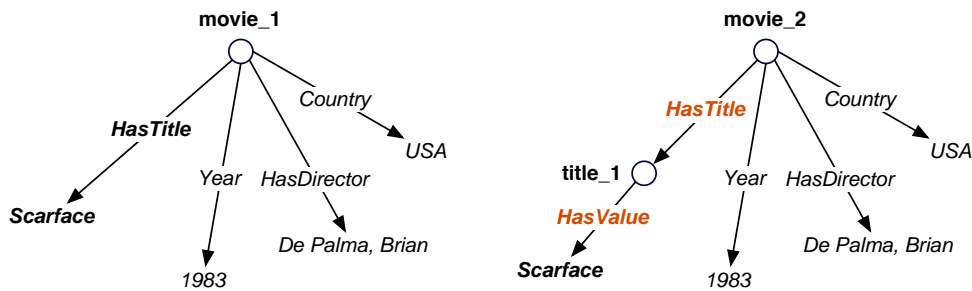 movie_1
Country
HasTitle
USA
Year
HasDirector
Scarface
De Palma, Brian
1983
movie_2
Country
HasTitle
USA
title_1
Year
HasDirector
HasValue
De Palma, Brian
Scarface
1983